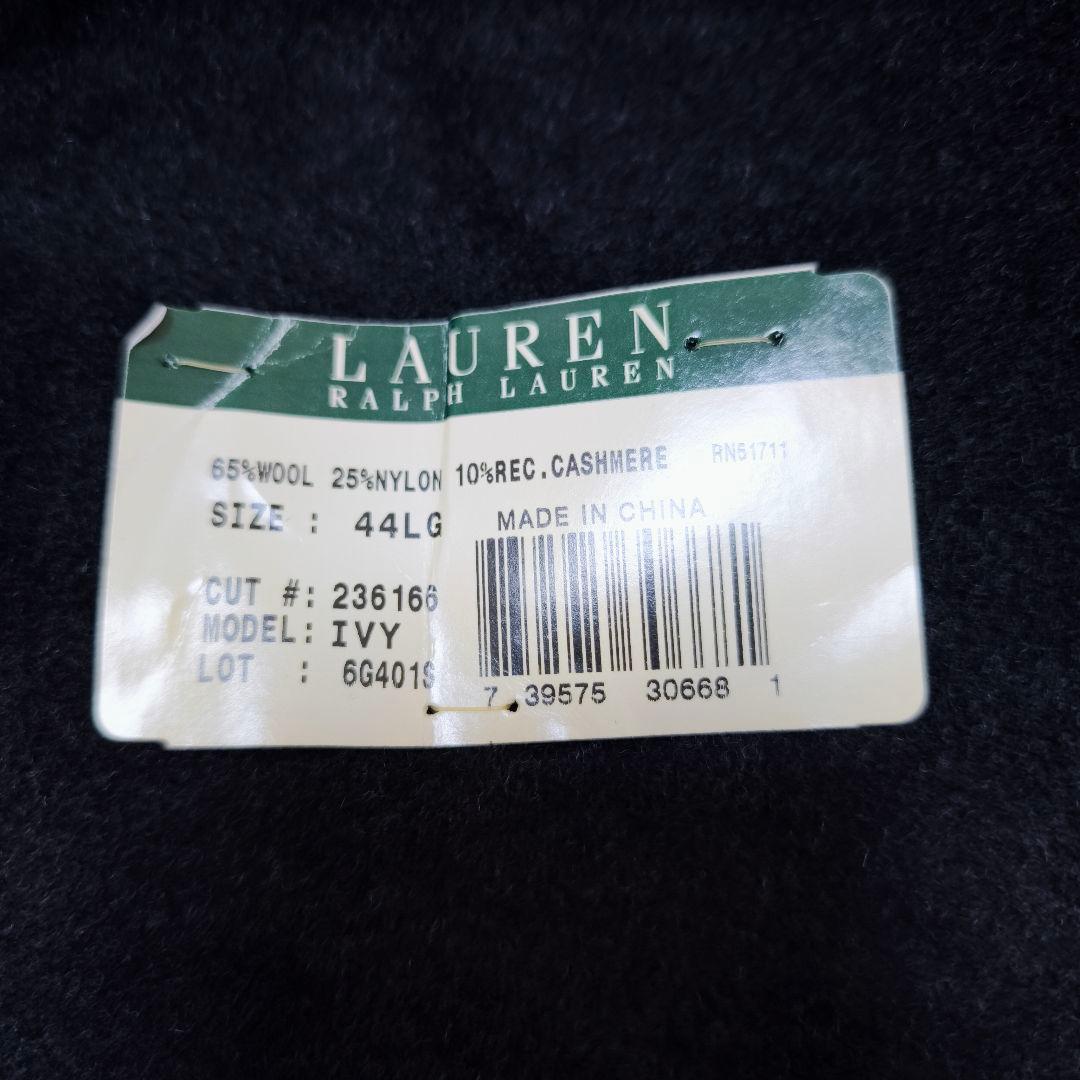 LAUREN
RALPH LAUREN
65%WOOL 25%NYLON 10%REC.CASHMERE RN51711
SIZE : 44LG
MADE IN CHINA
CUT #: 236166
MODEL: IVY
LOT : 6G401S
7 39575 30668 1